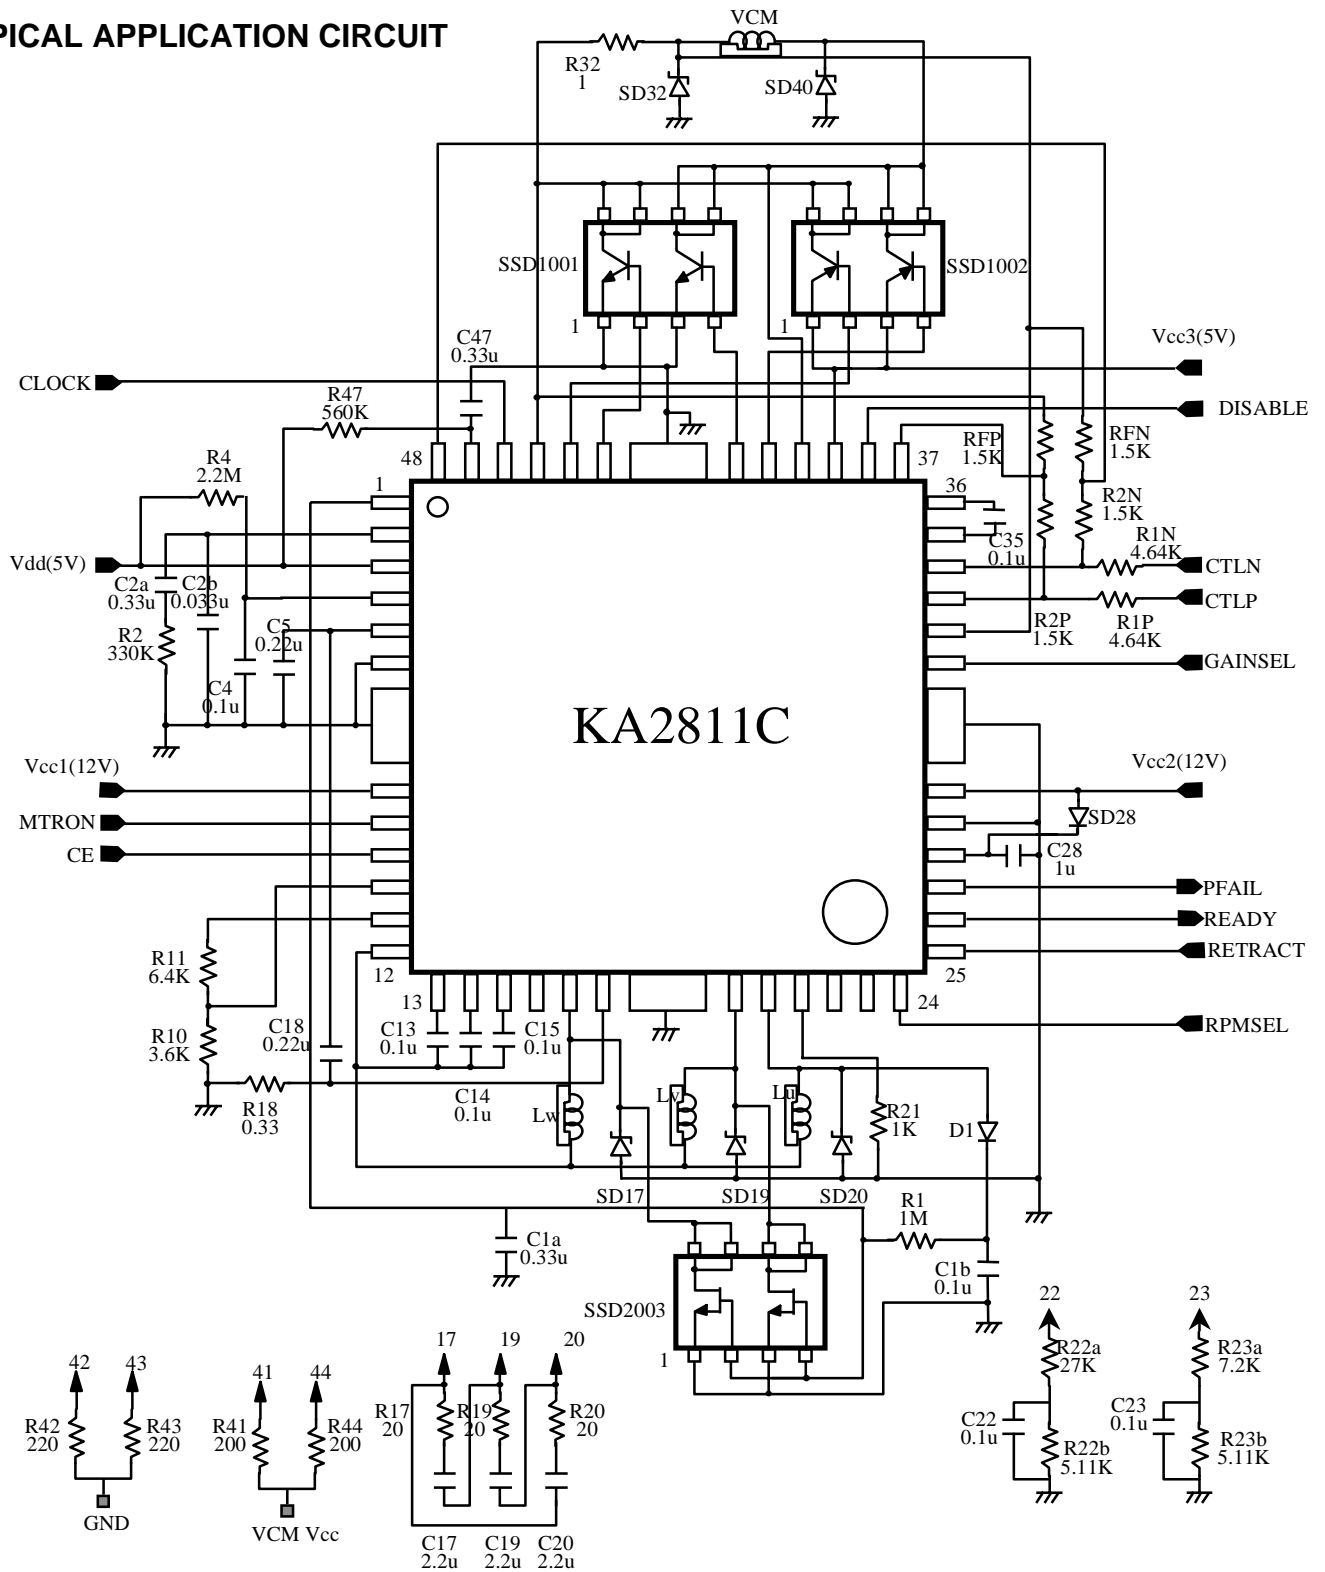 PICAL APPLICATION CIRCUIT
VCM
R32
1
SD32
SD40
SSD1001
SSD1002
1
1
C47
0.33u
Vcc3(5V)
CLOCK
R47
560K
DISABLE
RFP
1.5K
RFN
1.5K
R4
2.2M
48
37
1
36
R2N
1.5K
C35
0.1u
R1N
4.64K
Vdd(5V)
CTLN
C2a
0.33u
C2b
0.033u
CTLP
R2
330K
C5
0.22u
R2P
1.5K
R1P
4.64K
GAINSEL
C4
0.1u
KA2811C
Vcc1(12V)
Vcc2(12V)
MTRON
SD28
CE
C28
1u
PFAIL
READY
R11
6.4K
12
25
RETRACT
13
24
R10
3.6K
C18
0.22u
C13
0.1u
C15
0.1u
RPMSEL
R18
0.33
C14
0.1u
Lw
Lv
Lu
R21
1K
D1
SD17
SD19
SD20
R1
1M
C1a
0.33u
C1b
0.1u
SSD2003
1
22
23
R22a
27K
R23a
7.2K
42
43
41
44
17
19
20
R42
220
R43
220
R41
200
R44
200
R17
20
R19
20
R20
20
C22
0.1u
C23
0.1u
R22b
5.11K
R23b
5.11K
GND
VCM Vcc
C17
2.2u
C19
2.2u
C20
2.2u